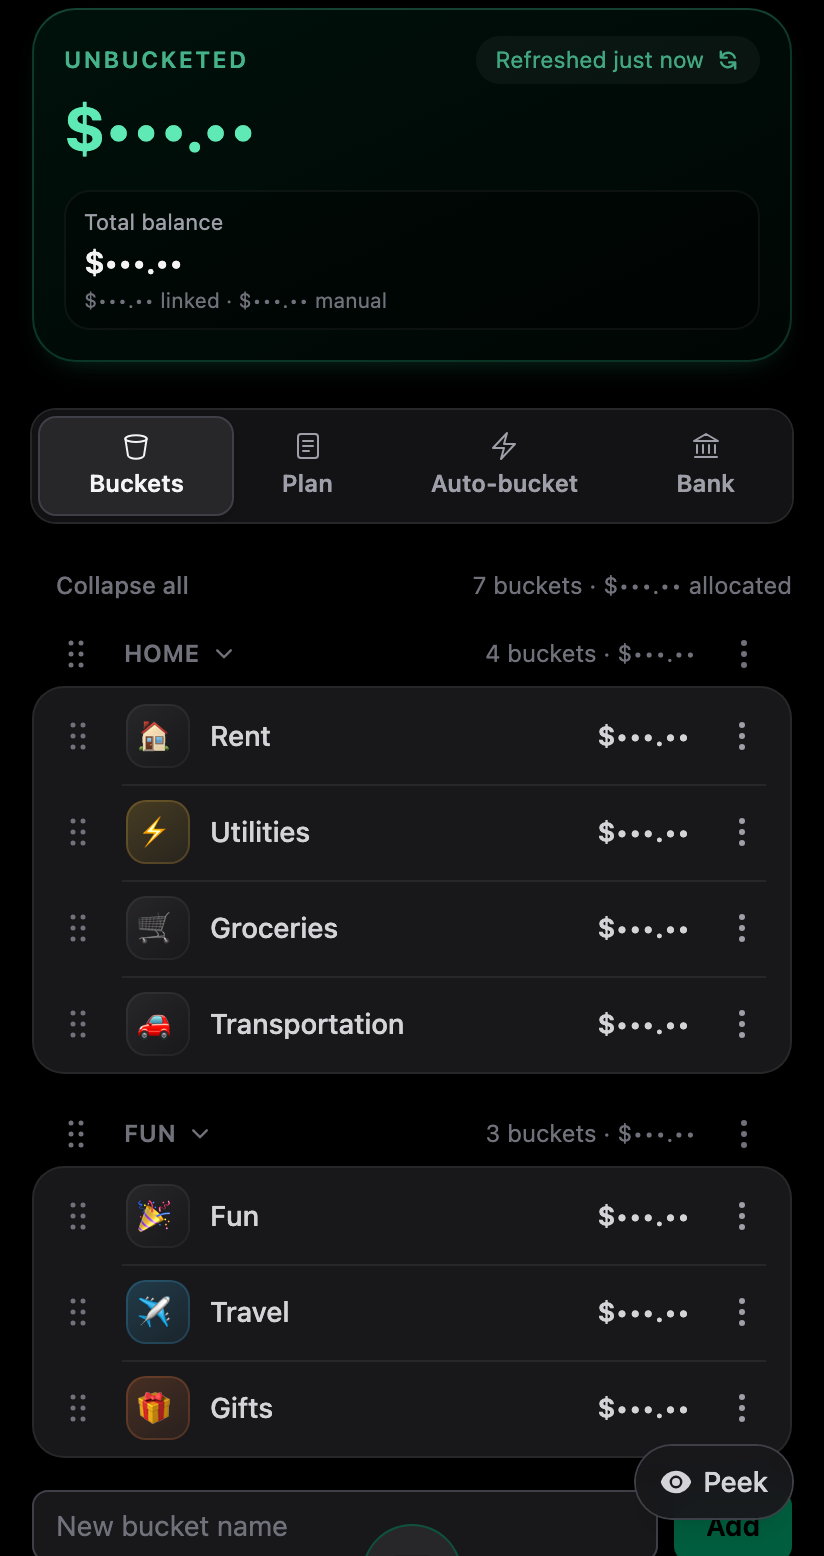 UNBUCKETED
Refreshed just now
$•••.••
Total balance
$•••.••
$•••.•• linked · $•••.•• manual
Buckets
Plan
Auto-bucket
Bank
Collapse all
7 buckets · $•••.•• allocated
HOME
4 buckets · $•••.••
Rent
$•••.••
Utilities
$•••.••
Groceries
$•••.••
Transportation
$•••.••
FUN
3 buckets · $•••.••
Fun
$•••.••
Travel
$•••.••
Gifts
$•••.••
Peek
New bucket name
Add